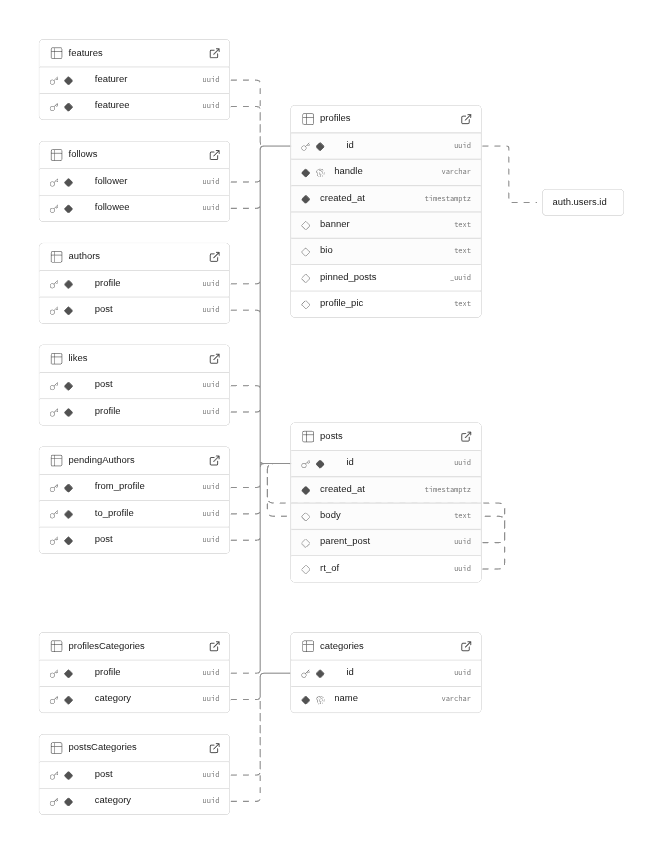 features
featurer uuid
featuree uuid
follows
follower uuid
followee uuid
authors
profile uuid
post uuid
likes
post uuid
profile uuid
pendingAuthors
from_profile uuid
to_profile uuid
post uuid
profilesCategories
profile uuid
category uuid
postsCategories
post uuid
category uuid
profiles
id uuid
handle varchar
created_at timestamptz
banner text
bio text
pinned_posts _uuid
profile_pic text
posts
id uuid
created_at timestamptz
body text
parent_post uuid
rt_of uuid
categories
id uuid
name varchar
auth.users.id